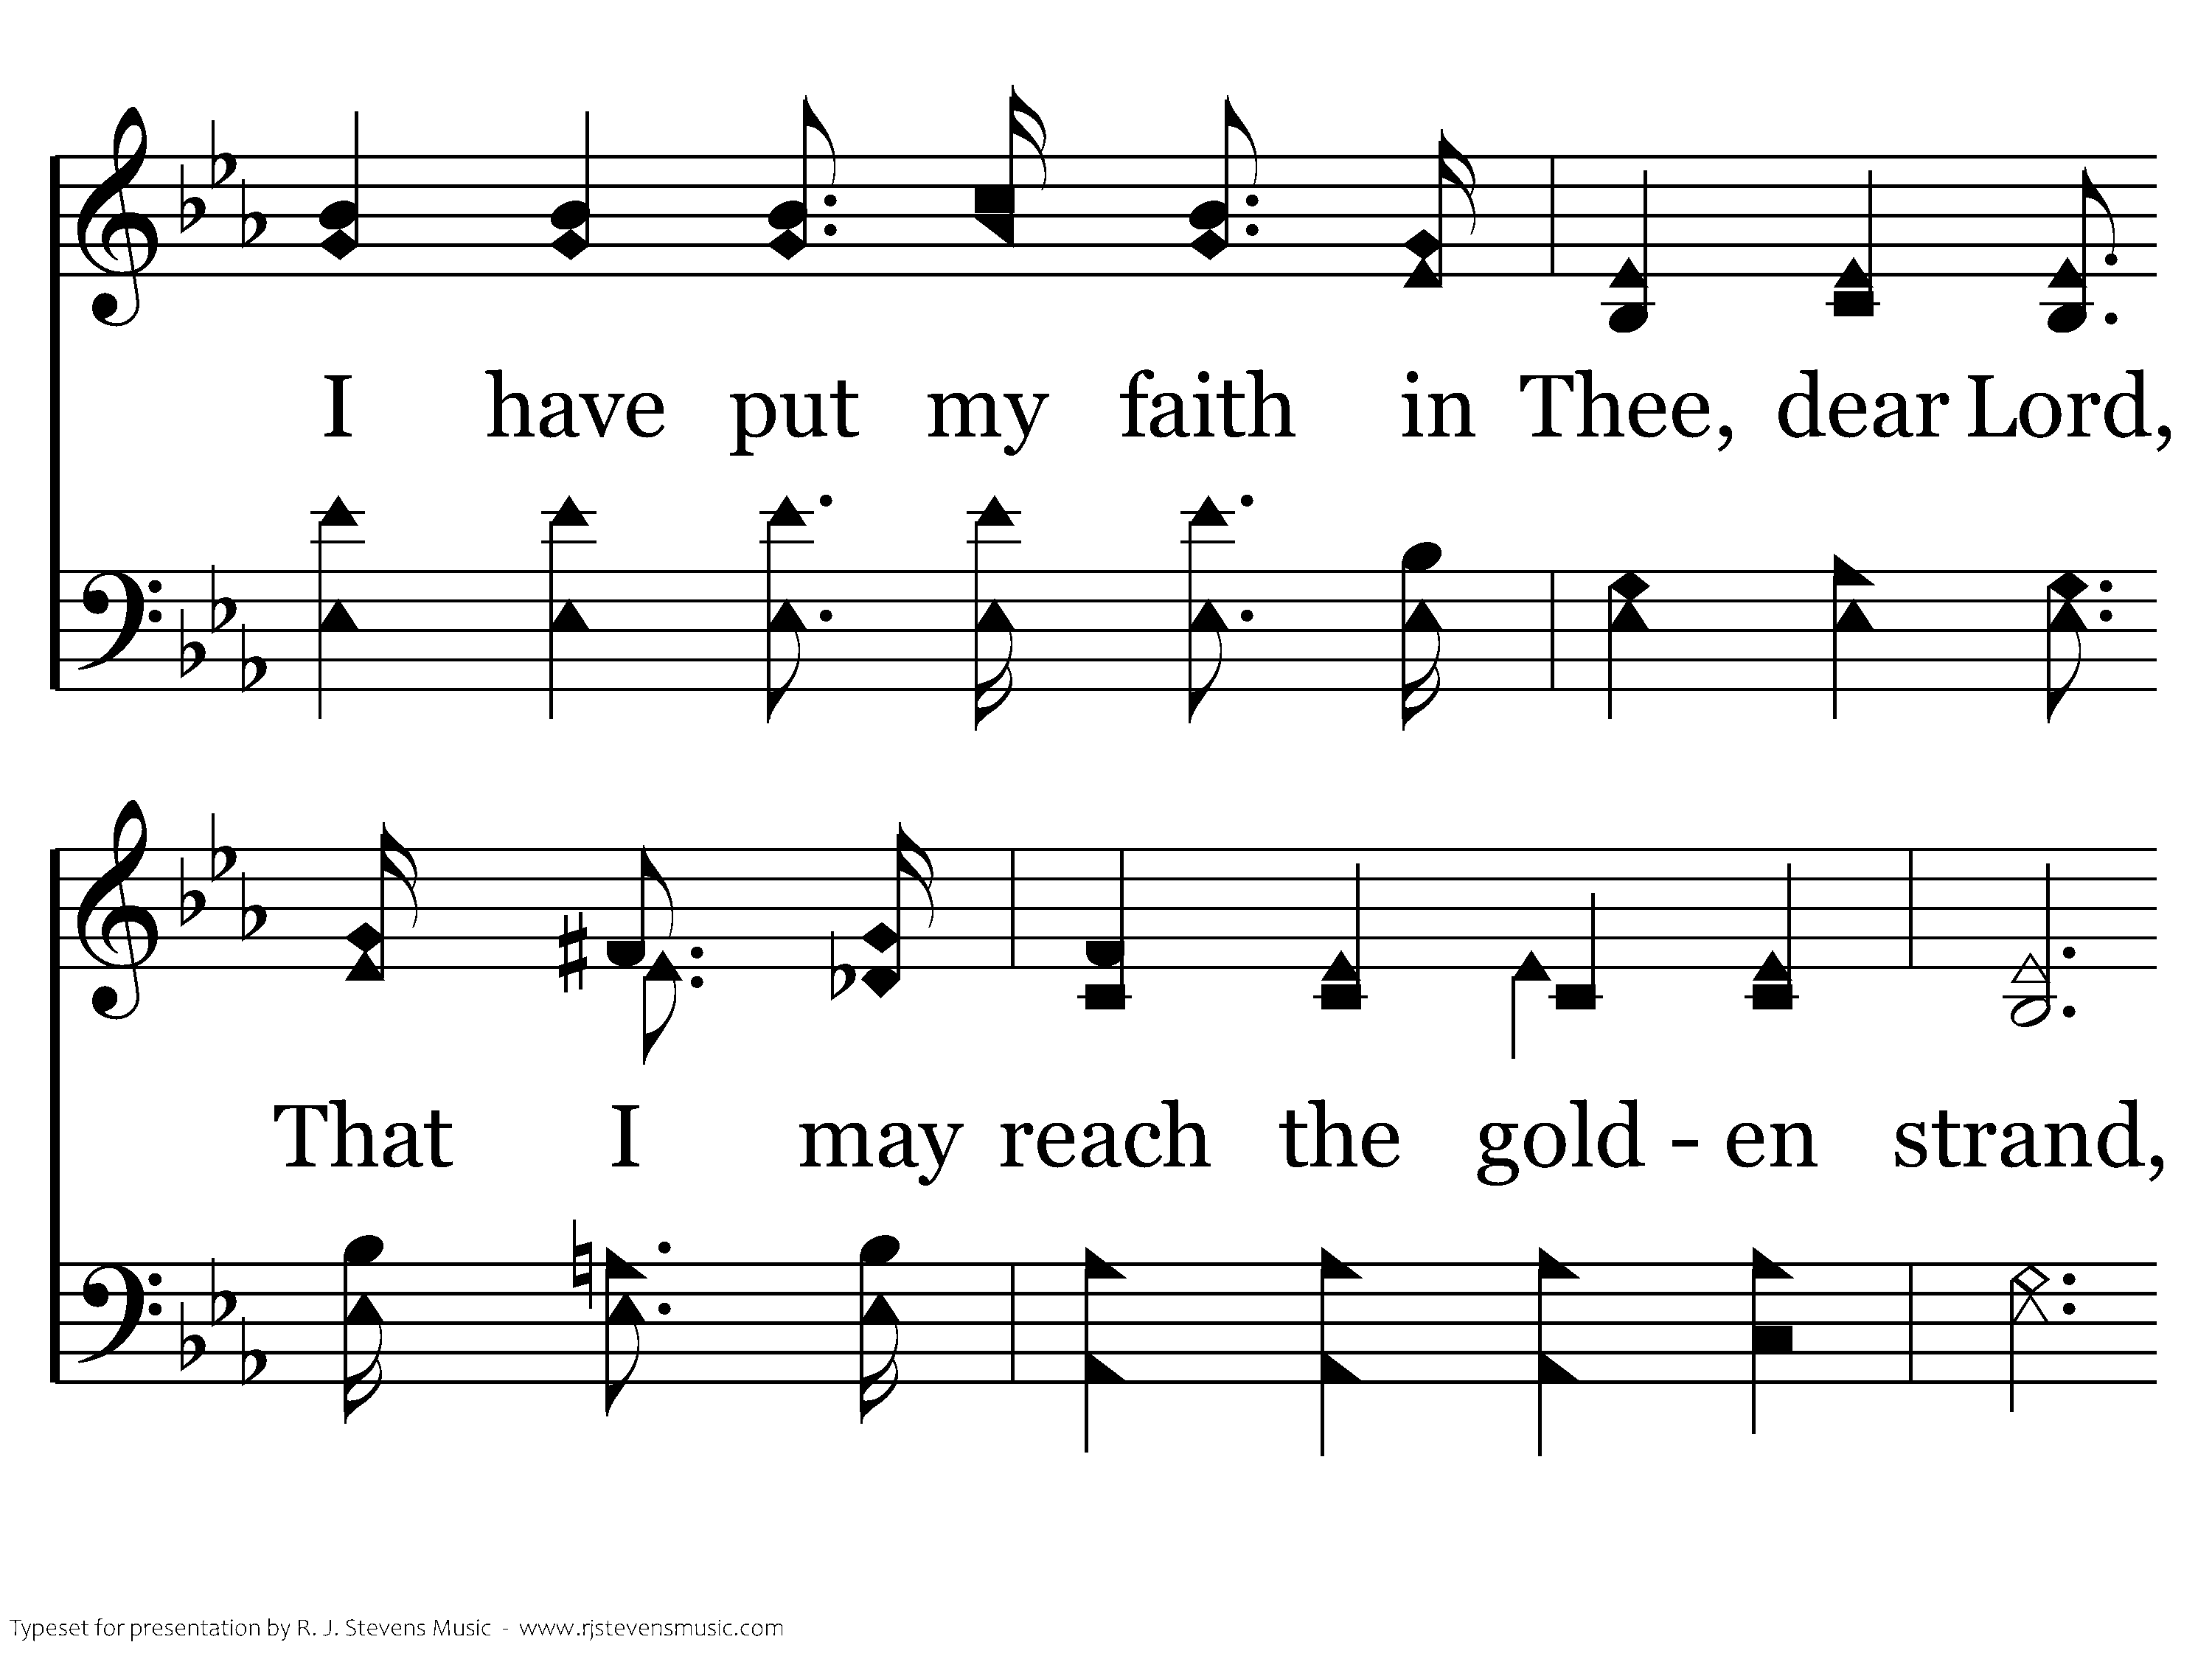 I have put my faith in Thee, dear Lord,
That I may reach the gold - en strand,
Typeset for presentation by R. J. Stevens Music - www.rjstevensmusic.com